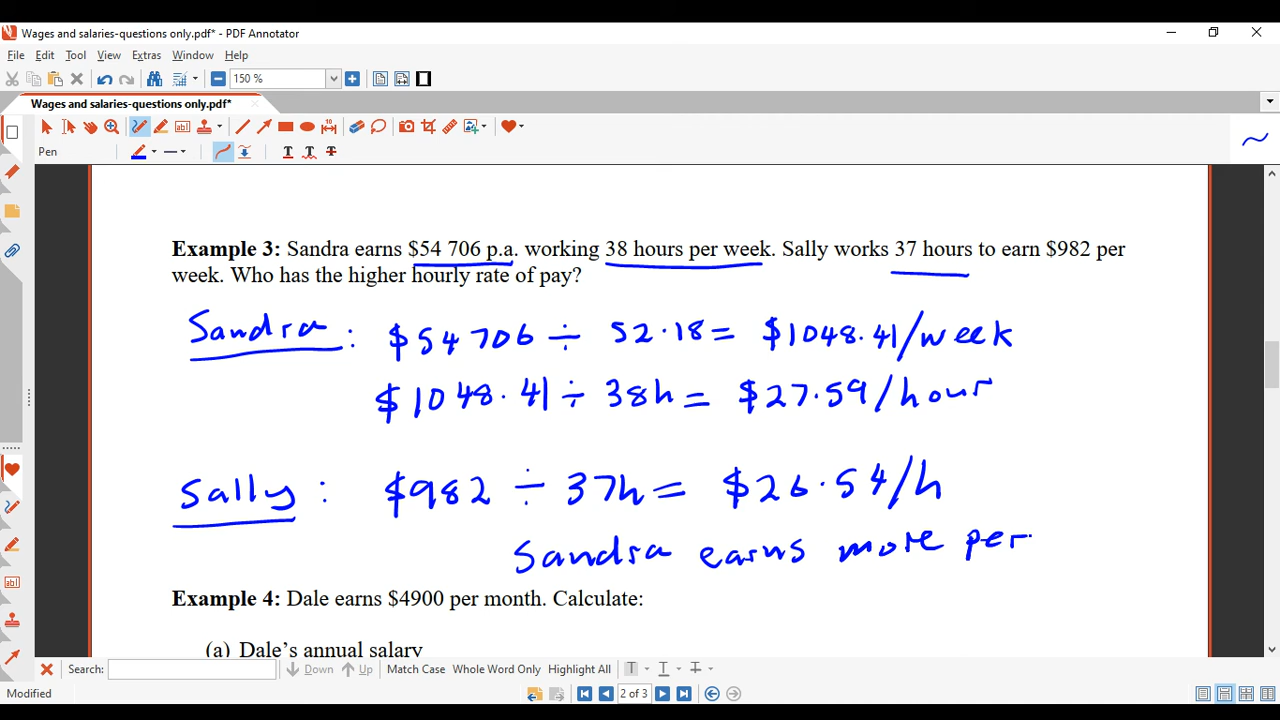 Wages and salaries-questions only.pdf* - PDF Annotator
File Edit Tool Extras View Window Help
150 %
Wages and salaries-questions only.pdf*
Pen
Example 3: Sandra earns $54 706 p.a. working 38 hours per week. Sally works 37 hours to earn $982 per
week. Who has the higher hourly rate of pay?
Sandra : $54 706 ÷ 52.18 = $1048.41/week
$1048.41 ÷ 38h = $27.59/hour
Sally : $982 ÷ 37h = $26.54/h
Sandra earns more per
Example 4: Dale earns $4900 per month. Calculate:
(a) Dale’s annual salary
Search: Down Up Match Case Whole Word Only Highlight All
Modified 2 of 3